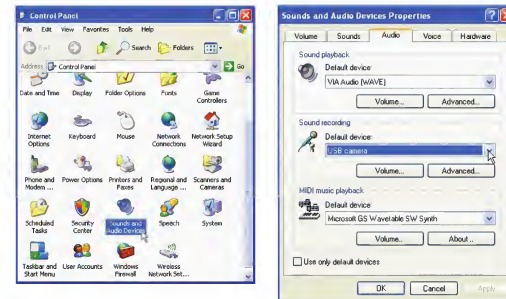 Control Panel
File Edit View Favorites Tools Help
Search Folders
Address Control Panel Go
Date and Time Display Folder Options Fonts Game Controllers
Internet Options Keyboard Mouse Network Connections Network Setup Wizard
Phone and Modem ... Power Options Printers and Faxes Regional and Language ... Scanners and Cameras
Scheduled Tasks Security Center Sounds and Audio Devices Speech System
Taskbar and Start Menu User Accounts Windows Firewall Wireless Network Set...
Sounds and Audio Devices Properties
Volume Sounds Audio Voice Hardware
Sound playback
Default device:
VIA Audio (WAVE)
Volume... Advanced...
Sound recording
Default device:
USB camera
Volume... Advanced...
MIDI music playback
Default device:
Microsoft GS Wavetable SW Synth
Volume... About...
Use only default devices
OK Cancel Apply